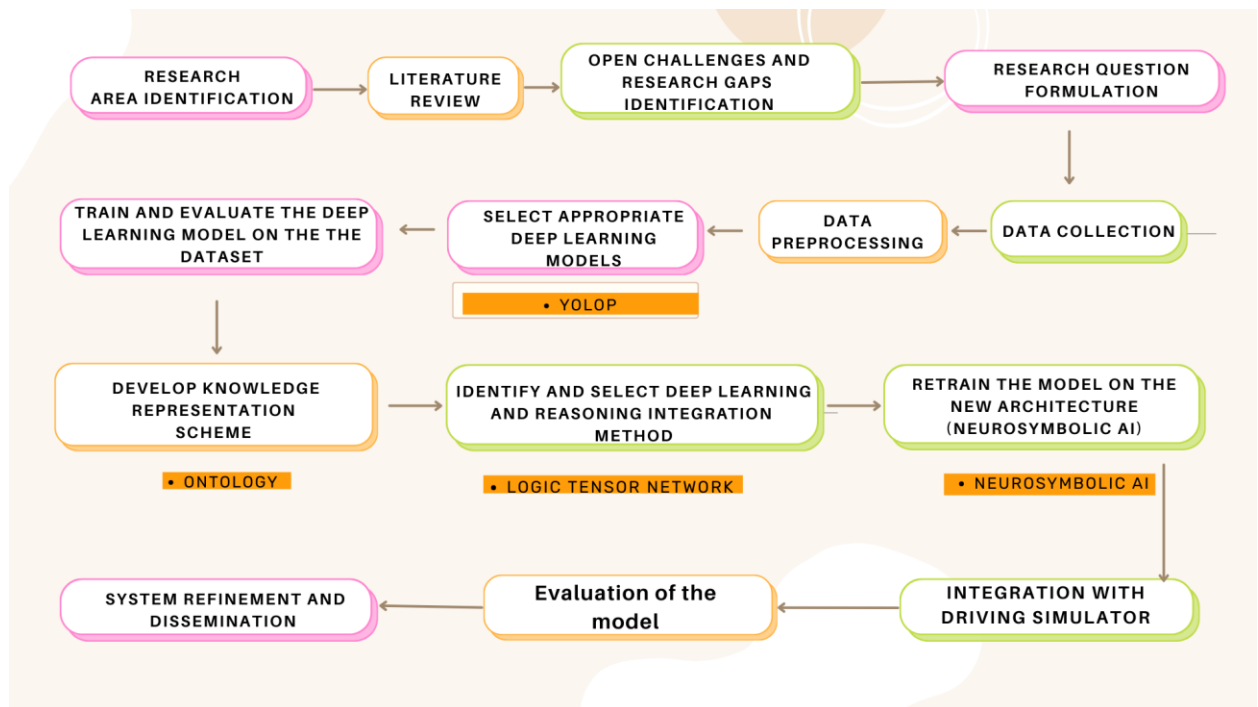 RESEARCH
AREA IDENTIFICATION
LITERATURE
REVIEW
OPEN CHALLENGES AND
RESEARCH GAPS
IDENTIFICATION
RESEARCH QUESTION
FORMULATION
DATA COLLECTION
DATA
PREPROCESSING
SELECT APPROPRIATE
DEEP LEARNING
MODELS
• YOLOP
TRAIN AND EVALUATE THE DEEP
LEARNING MODEL ON THE THE
DATASET
DEVELOP KNOWLEDGE
REPRESENTATION
SCHEME
• ONTOLOGY
IDENTIFY AND SELECT DEEP LEARNING
AND REASONING INTEGRATION
METHOD
• LOGIC TENSOR NETWORK
RETRAIN THE MODEL ON THE
NEW ARCHITECTURE
(NEUROSYMBOLIC AI)
• NEUROSYMBOLIC AI
INTEGRATION WITH
DRIVING SIMULATOR
Evaluation of the
model
SYSTEM REFINEMENT AND
DISSEMINATION